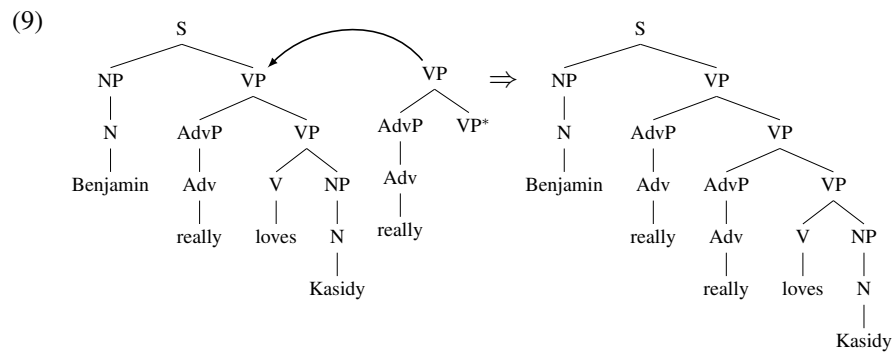 (9) S S
NP VP VP ⇒ NP VP
N AdvP VP AdvP VP* N AdvP VP
Benjamin Adv V NP Adv Benjamin Adv AdvP VP
really loves N really really Adv V NP
Kasidy really loves N
Kasidy